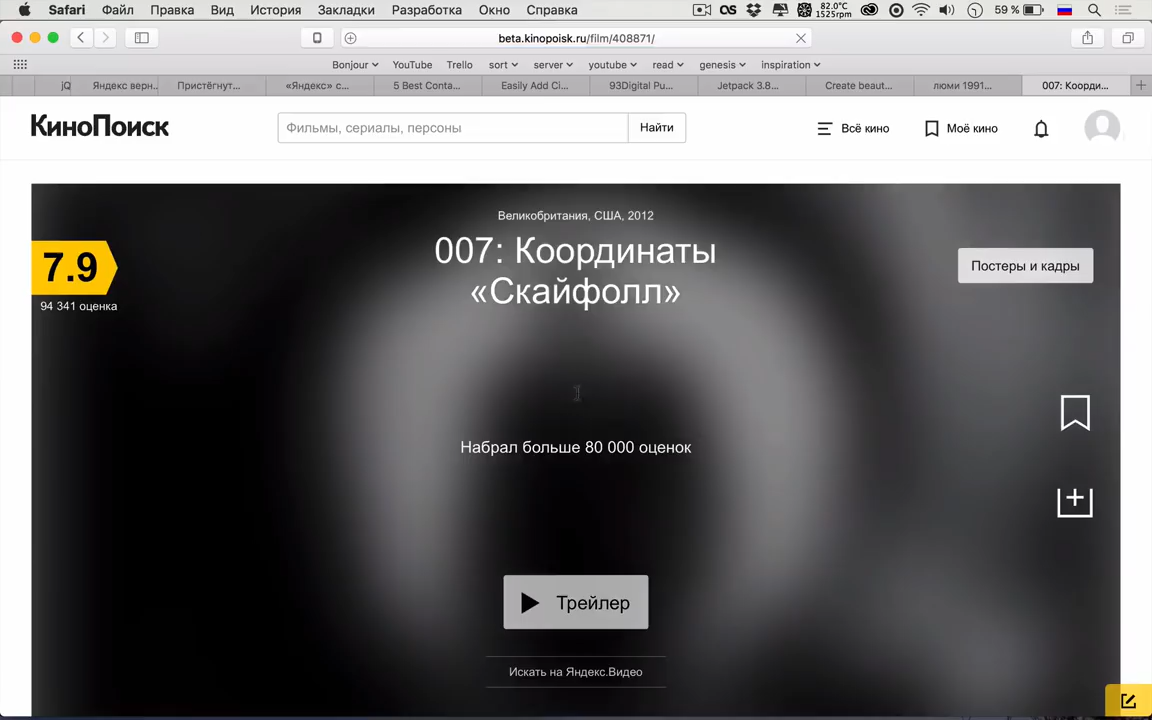 Safari Файл Правка Вид История Закладки Разработка Окно Справка 82.0°C 1525rpm 59 %
beta.kinopoisk.ru/film/408871/
Bonjour YouTube Trello sort server youtube read genesis inspiration
jQ Яндекс верн... Пристёгнут... «Яндекс» с... 5 Best Conta... Easily Add Ci... 93Digital Pu... Jetpack 3.8... Create beaut... люми 1991... 007: Коорди...
КиноПоиск Фильмы, сериалы, персоны Найти Всё кино Моё кино
Великобритания, США, 2012
007: Координаты
«Скайфолл»
7.9
94 341 оценка
Постеры и кадры
Набрал больше 80 000 оценок
Трейлер
Искать на Яндекс.Видео